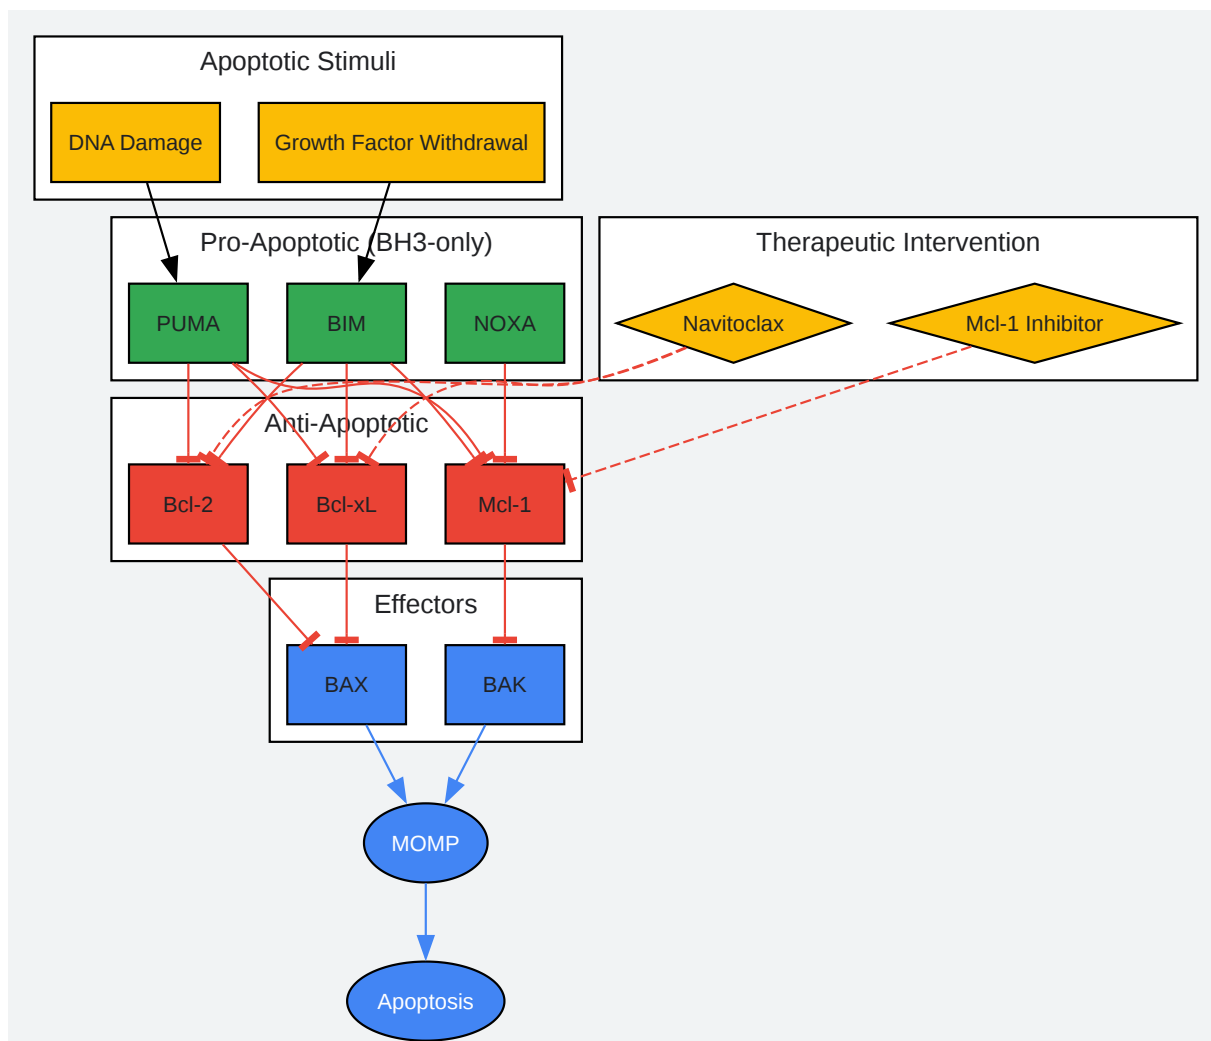 Apoptotic Stimuli
DNA Damage
Growth Factor Withdrawal
Pro-Apoptotic (BH3-only)
Therapeutic Intervention
PUMA
BIM
NOXA
Navitoclax
Mcl-1 Inhibitor
Anti-Apoptotic
Bcl-2
Bcl-xL
Mcl-1
Effectors
BAX
BAK
MOMP
Apoptosis